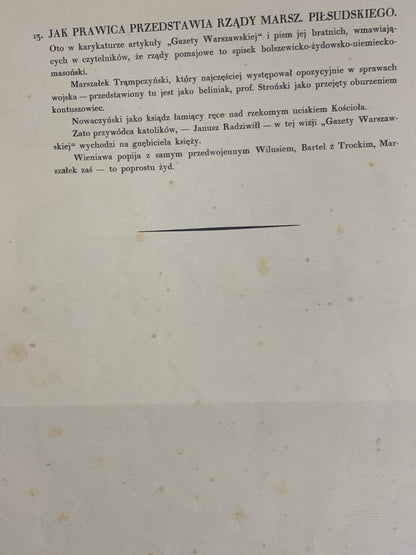 15. JAK PRAWICA PRZEDSTAWIA RZĄDY MARSZ. PIŁSUDSKIEGO.
Oto w karykaturze artykuły „Gazety Warszawskiej" i pism jej bratnich, wmawiają-
cych w czytelników, że rządy pomajowe to spisek bolszewicko-żydowsko-niemiecko-
masoński.
Marszałek Trąmpczyński, który najczęściej występował opozycyjnie w sprawach
wojska — przedstawiony tu jest jako beliniak, prof. Stroński jako przejęty oburzeniem
kontuszowiec.
Nowaczyński jako ksiądz łamiący ręce nad rzekomym uciskiem Kościoła.
Zato przywódca katolików, — Janusz Radziwiłł — w tej wizji „Gazety Warszaw-
skiej" wychodzi na gnębiciela księży.
Wieniawa popija z samym przedwojennym Wilusiem, Bartel z Trockim, Mar-
szałek zaś — to poprostu żyd.